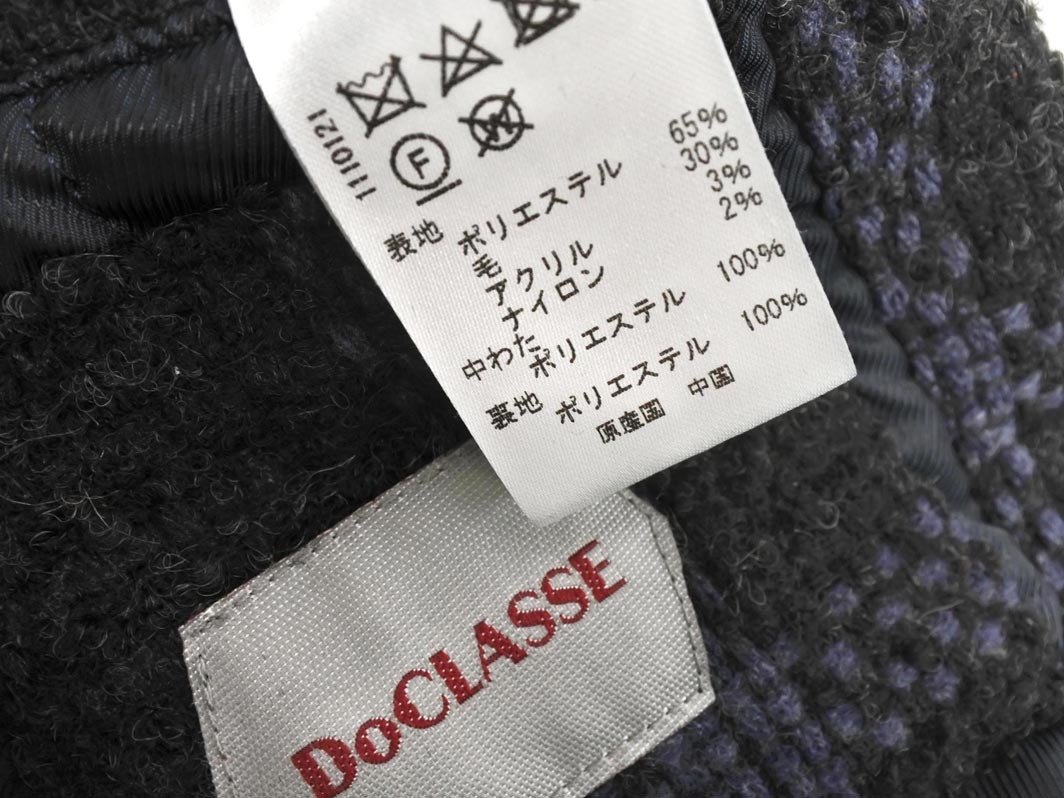 1110121
F
W
表地 ポリエステル 65%
毛 30%
アクリル 3%
ナイロン 2%
中わた
ポリエステル 100%
裏地 ポリエステル 100%
原産国 中国
DoCLASSE